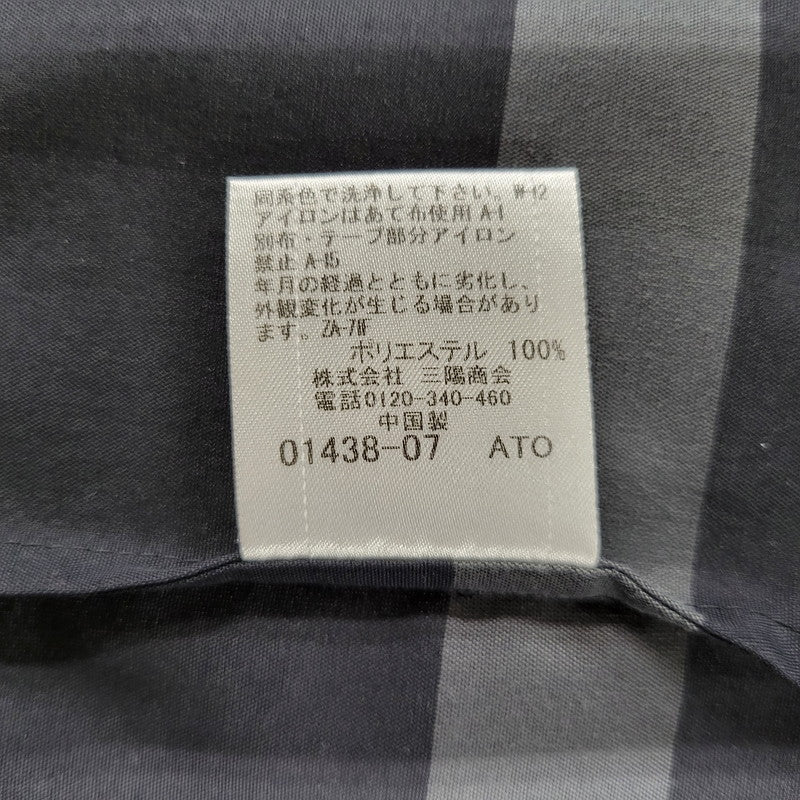 同系色で洗浄して下さい。W-12
アイロンはあて布使用 A-1
別布・テープ部分アイロン
禁止 A-15
年月の経過とともに劣化し、
外観変化が生じる場合があり
ます。ZA-7WF
ポリエステル 100%
株式会社 三陽商会
電話0120-340-460
中国製
01438-07 ATO